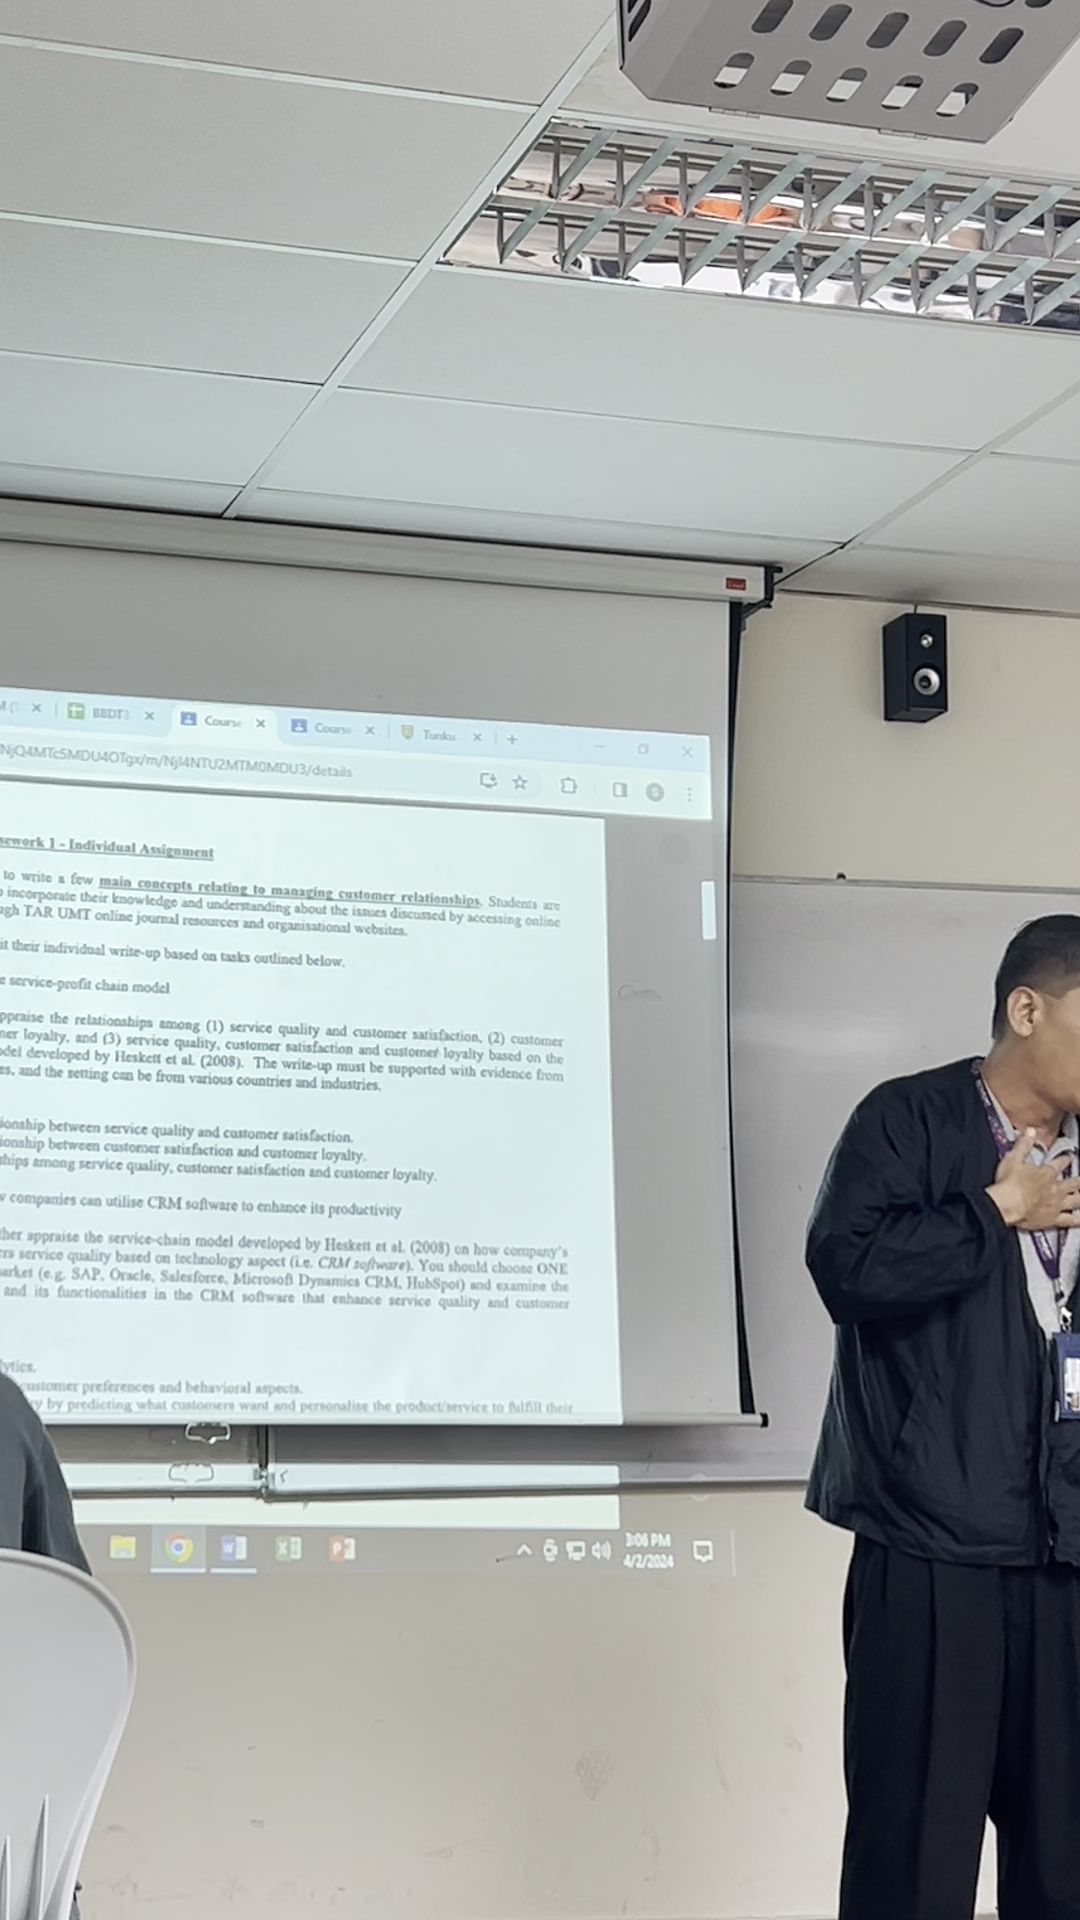 BBDT3
Course
Course
Tunku
NjQ4MTc5MDU4OTgx/m/NjI4NTU2MTM0MDU3/details
sework 1 - Individual Assignment
to write a few main concepts relating to managing customer relationships. Students are
incorporate their knowledge and understanding about the issues discussed by accessing online
ugh TAR UMT online journal resources and organisational websites.
it their individual write-up based on tasks outlined below.
e service-profit chain model
ppraise the relationships among (1) service quality and customer satisfaction, (2) customer
mer loyalty, and (3) service quality, customer satisfaction and customer loyalty based on the
odel developed by Heskett et al. (2008). The write-up must be supported with evidence from
es, and the setting can be from various countries and industries.
ionship between service quality and customer satisfaction.
ionship between customer satisfaction and customer loyalty.
ships among service quality, customer satisfaction and customer loyalty.
w companies can utilise CRM software to enhance its productivity
ther appraise the service-chain model developed by Heskett et al. (2008) on how company's
ers service quality based on technology aspect (i.e. CRM software). You should choose ONE
arket (e.g. SAP, Oracle, Salesforce, Microsoft Dynamics CRM, HubSpot) and examine the
and its functionalities in the CRM software that enhance service quality and customer
lytics.
customer preferences and behavioral aspects.
ry by predicting what customers want and personalise the product/service to fulfill their
3:06 PM
4/2/2024